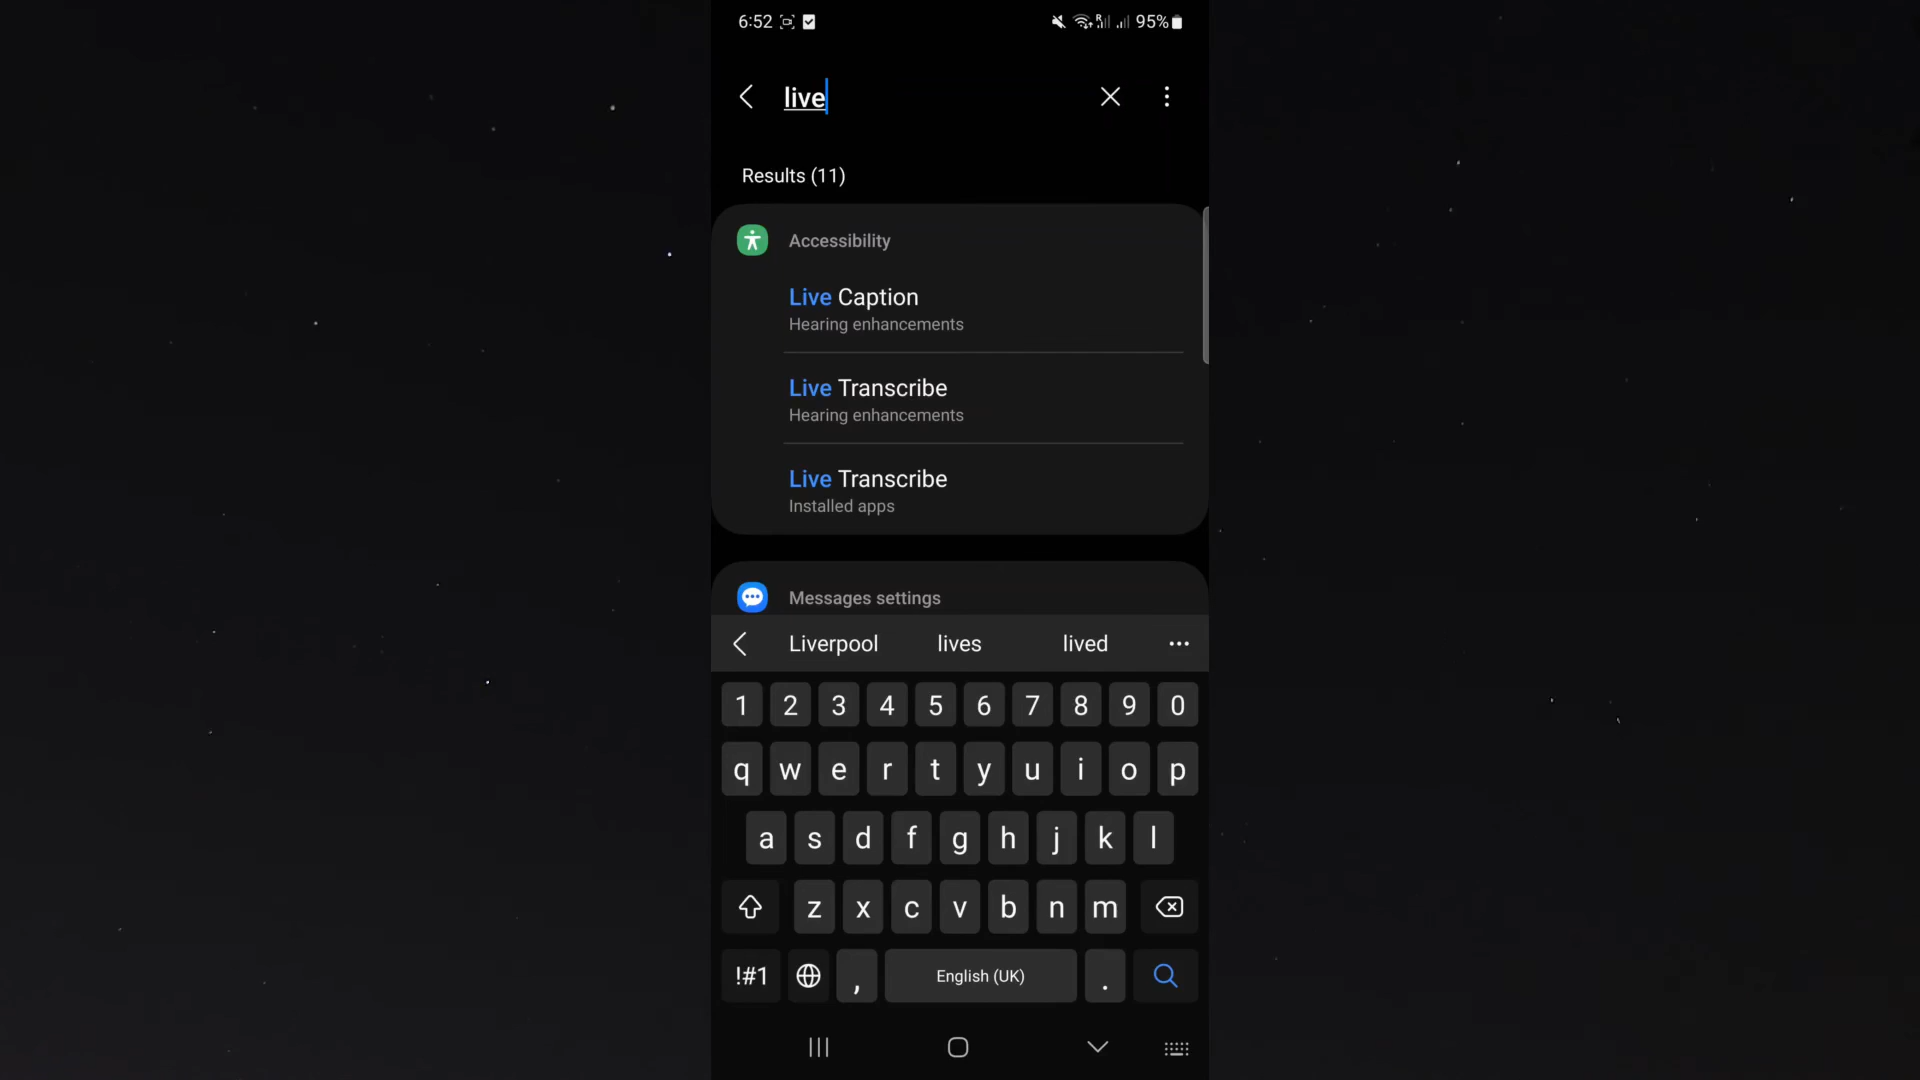 6:52 R 95%
live
Results (11)
Accessibility
Live Caption
Hearing enhancements
Live Transcribe
Hearing enhancements
Live Transcribe
Installed apps
Messages settings
Liverpool lives lived
1 2 3 4 5 6 7 8 9 0
q w e r t y u i o p
a s d f g h j k l
z x c v b n m
!#1 , English (UK) .